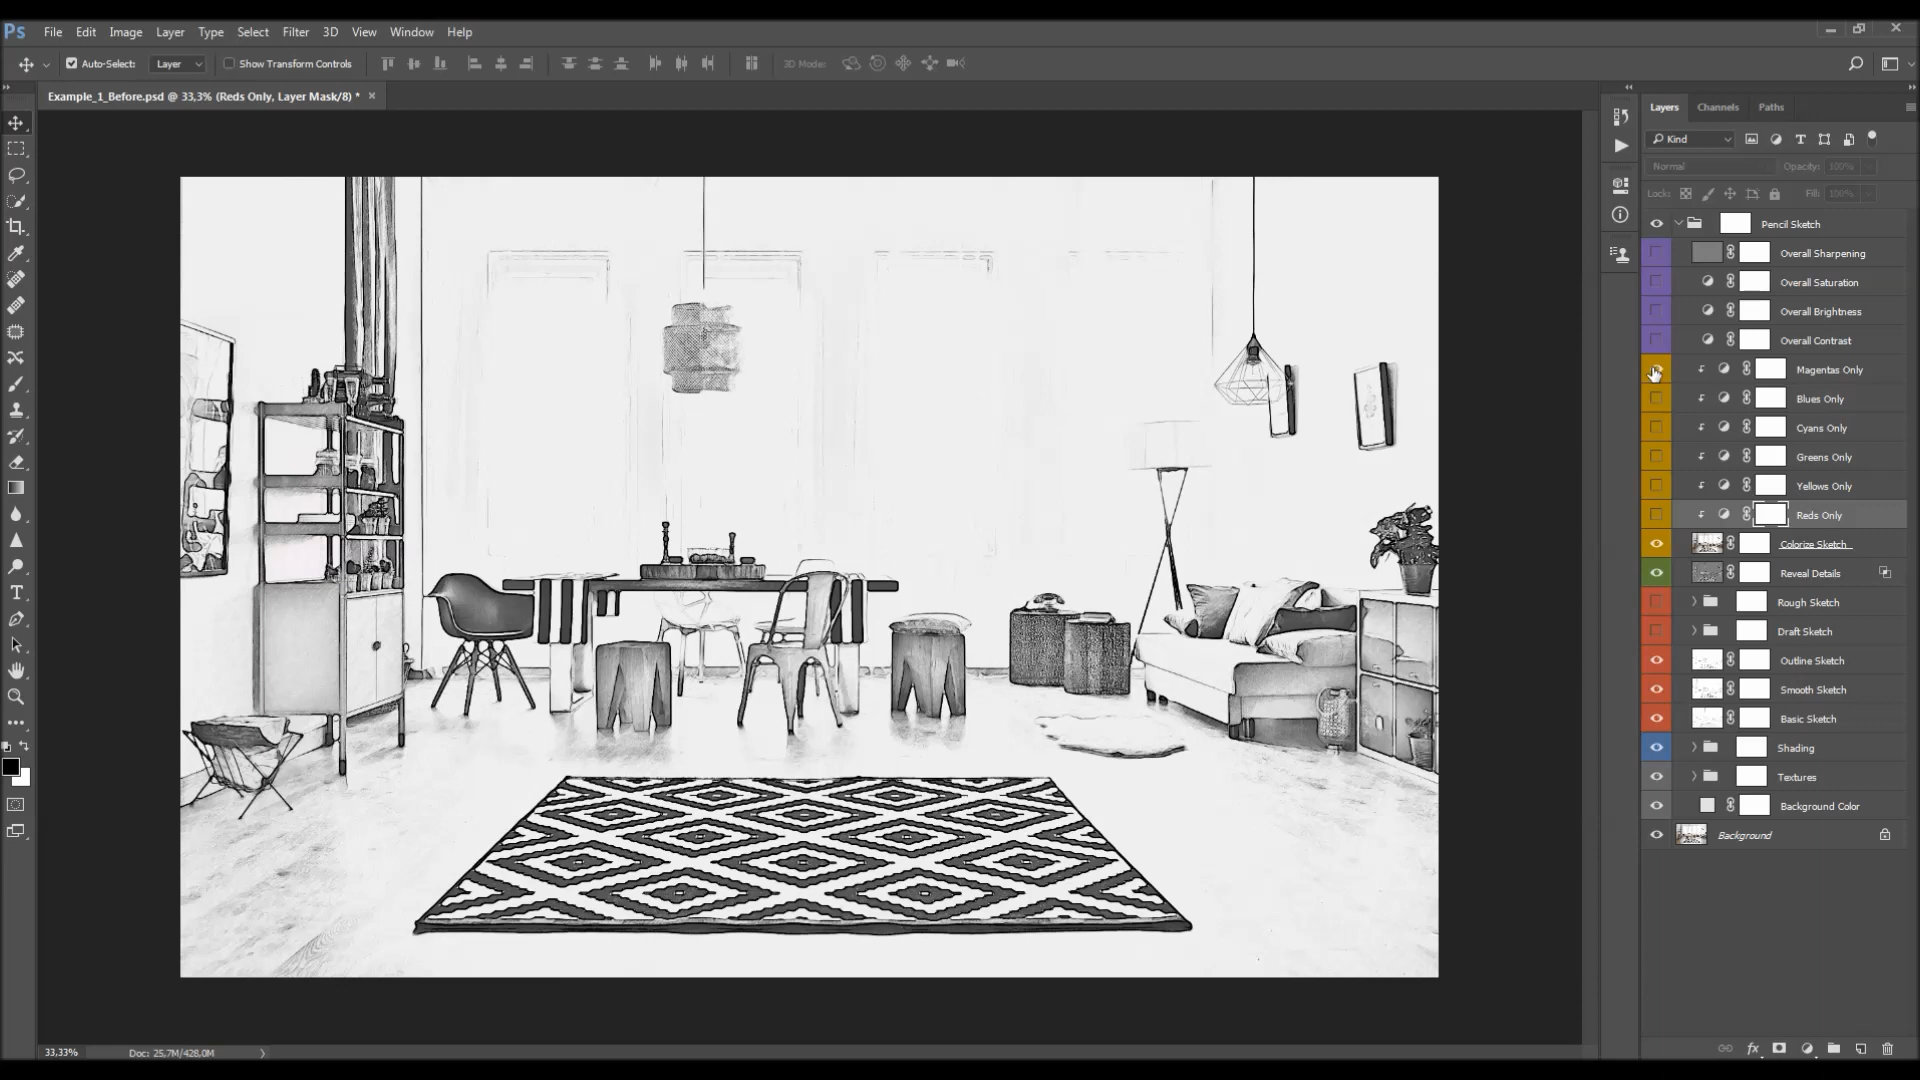 Ps File Edit Image Layer Type Select Filter 3D View Window Help
Auto-Select: Layer Show Transform Controls 3D Mode:
Example_1_Before.psd @ 33,3% (Reds Only, Layer Mask/8) * ×
Layers Channels Paths
Kind
Normal Opacity: 100%
Lock: Fill: 100%
Pencil Sketch
Overall Sharpening
Overall Saturation
Overall Brightness
Overall Contrast
Magentas Only
Blues Only
Cyans Only
Greens Only
Yellows Only
Reds Only
Colorize Sketch
Reveal Details
Rough Sketch
Draft Sketch
Outline Sketch
Smooth Sketch
Basic Sketch
Shading
Textures
Background Color
Background
33,33% Doc: 25,7M/428,0M